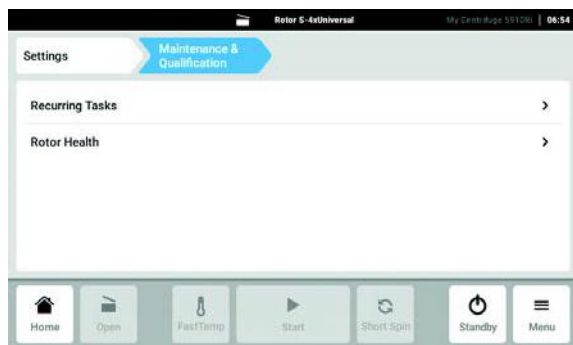 Rotor S-4xUniversal
My Centrifuge 5910Ri | 06:54
Settings
Maintenance &
Qualification
Recurring Tasks
Rotor Health
Home
Open
FastTemp
Start
Short Spin
Standby
Menu